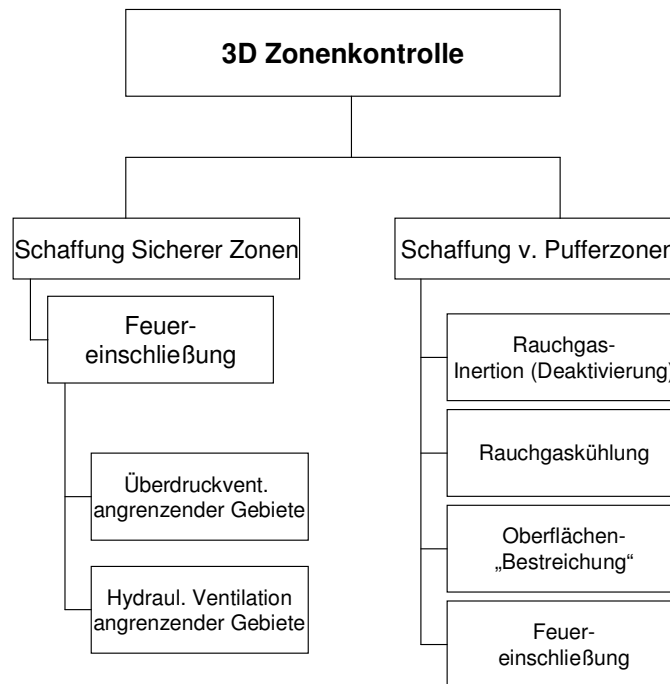 3D Zonenkontrolle
Schaffung Sicherer Zonen
Feuer-
einschließung
Überdruckvent.
angrenzender Gebiete
Hydraul. Ventilation
angrenzender Gebiete
Schaffung v. Pufferzonen
Rauchgas-
Inertion (Deaktivierung)
Rauchgaskühlung
Oberflächen-
„Bestreichung“
Feuer-
einschließung